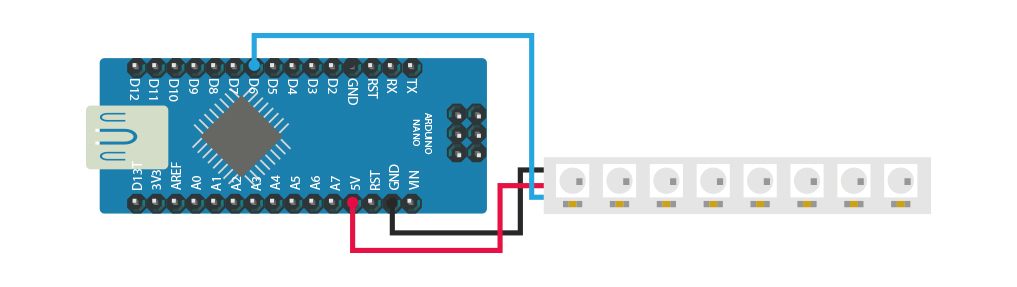 D12
D11
D10
D9
D8
D7
D6
D5
D4
D3
D2
GND
RST
RX
TX
ARDUINO
NANO
D13T
3V3
AREF
A0
A1
A2
A3
A4
A5
A6
A7
5V
RST
GND
VIN